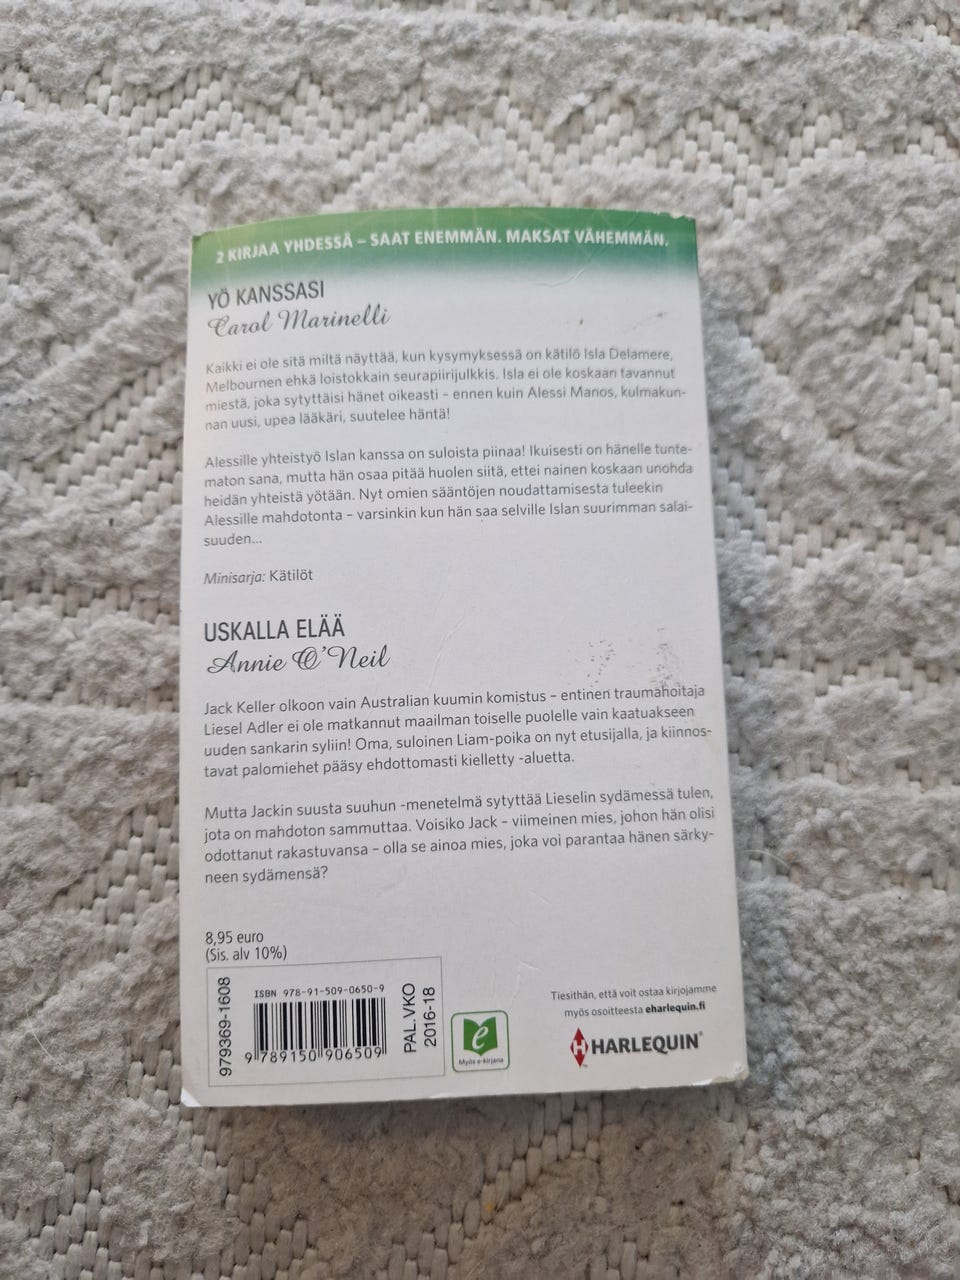 2 KIRJAA YHDESSÄ – SAAT ENEMMÄN. MAKSAT VÄHEMMÄN.
YÖ KANSSASI
Carol Marinelli
Kaikki ei ole sitä miltä näyttää, kun kysymyksessä on kätilö Isla Delamere,
Melbournen ehkä loistokkain seurapiirijulkkis. Isla ei ole koskaan tavannut
miestä, joka sytyttäisi hänet oikeasti – ennen kuin Alessi Manos, kulmakun-
nan uusi, upea lääkäri, suutelee häntä!
Alessille yhteistyö Islan kanssa on suloista piinaa! Ikuisesti on hänelle tunte-
maton sana, mutta hän osaa pitää huolen siitä, ettei nainen koskaan unohda
heidän yhteistä yötään. Nyt omien sääntöjen noudattamisesta tuleekin
Alessille mahdotonta – varsinkin kun hän saa selville Islan suurimman salai-
suuden...
Minisarja: Kätilöt
USKALLA ELÄÄ
Annie O'Neil
Jack Keller olkoon vain Australian kuumin komistus – entinen traumahoitaja
Liesel Adler ei ole matkannut maailman toiselle puolelle vain kaatuakseen
uuden sankarin syliin! Oma, suloinen Liam-poika on nyt etusijalla, ja kiinnos-
tavat palomiehet pääsy ehdottomasti kielletty -aluetta.
Mutta Jackin suusta suuhun -menetelmä sytyttää Lieselin sydämessä tulen,
jota on mahdoton sammuttaa. Voisiko Jack – viimeinen mies, johon hän olisi
odottanut rakastuvansa – olla se ainoa mies, joka voi parantaa hänen särky-
neen sydämensä?
8,95 euro
(Sis. alv 10%)
979369-1608
ISBN 978-91-509-0650-9
9 789150 906509
PAL.VKO
2016-18
e
Myös e-kirjana
Tiesithän, että voit ostaa kirjojamme
myös osoitteesta eharlequin.fi
H HARLEQUIN®
TM